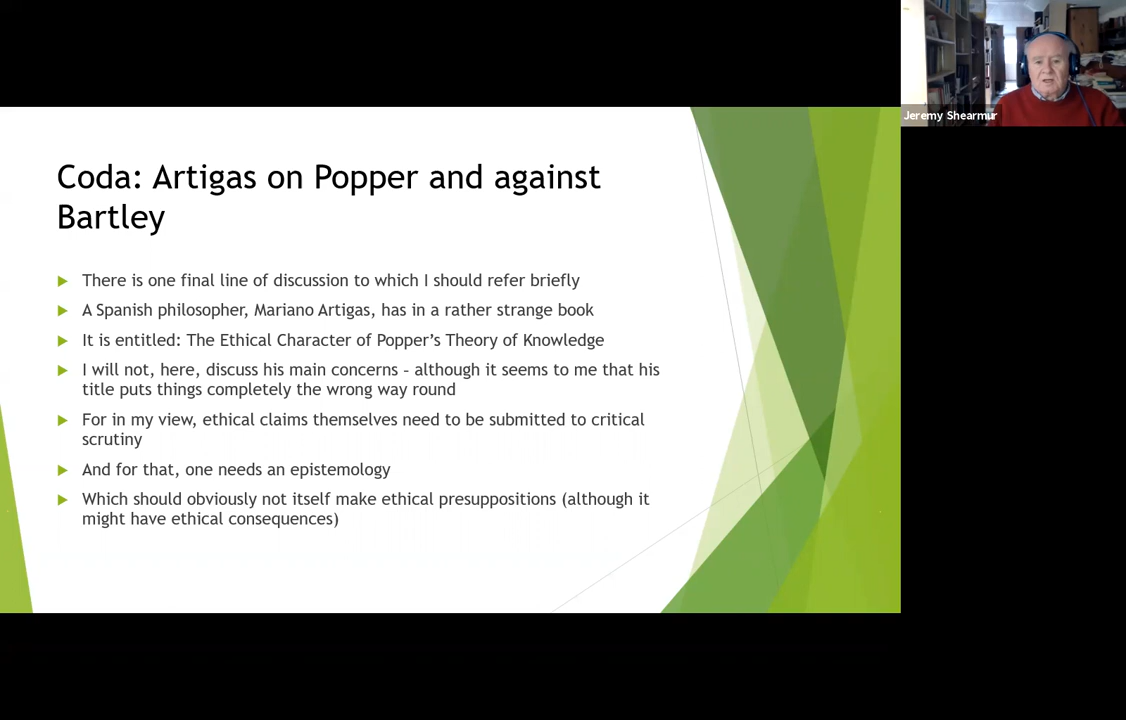 Jeremy Shearmur
Coda: Artigas on Popper and against
Bartley
There is one final line of discussion to which I should refer briefly
A Spanish philosopher, Mariano Artigas, has in a rather strange book
It is entitled: The Ethical Character of Popper’s Theory of Knowledge
I will not, here, discuss his main concerns – although it seems to me that his
title puts things completely the wrong way round
For in my view, ethical claims themselves need to be submitted to critical
scrutiny
And for that, one needs an epistemology
Which should obviously not itself make ethical presuppositions (although it
might have ethical consequences)